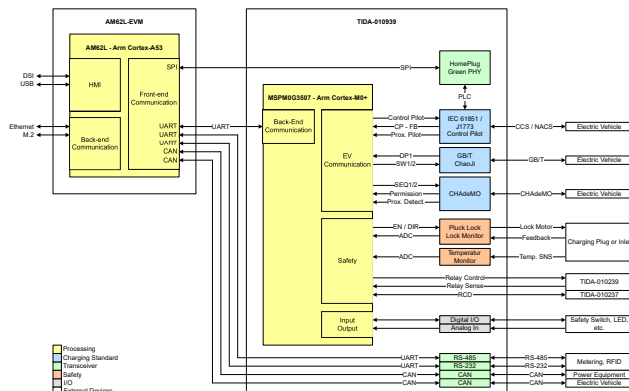 AM62L-EVM
TIDA-010939
AM62L - Arm Cortex-A53
SPI
SPI
HomePlug
Green PHY
DSI
USB
HMI
Front-end
Communication
PLC
MSPM0G3507 - Arm Cortex-M0+
Ethernet
M.2
Back-end
Communication
UART
UART
UART
CAN
CAN
UART
Back-End
Communication
EV
Communication
Control Pilot
CP - FB
Prox. Pilot
IEC 61851 /
J1773
Control Pilot
CCS / NACS
Electric Vehicle
DP1
SW1/2
GB/T
ChaoJi
GB/T
Electric Vehicle
SEQ1/2
Permission
Prox. Detect.
CHAdeMO
CHAdeMO
Electric Vehicle
Safety
EN / DIR
ADC
Pluck Lock
Lock Monitor
Lock Motor
Feedback
Charging Plug or Inle
ADC
Temperatur
Monitor
Temp. SNS
Relay Control
Relay Sense
TIDA-010239
RCD
TIDA-010237
Input
Output
Digital I/O
Analog In
Safety Switch, LED,
etc.
UART
RS-485
RS-485
Metering, RFID
UART
RS-232
RS-232
CAN
CAN
CAN
Power Equipment
CAN
CAN
CAN
Electric Vehicle
Processing
Charging Standard
Transceiver
Safety
I/O
External Devices